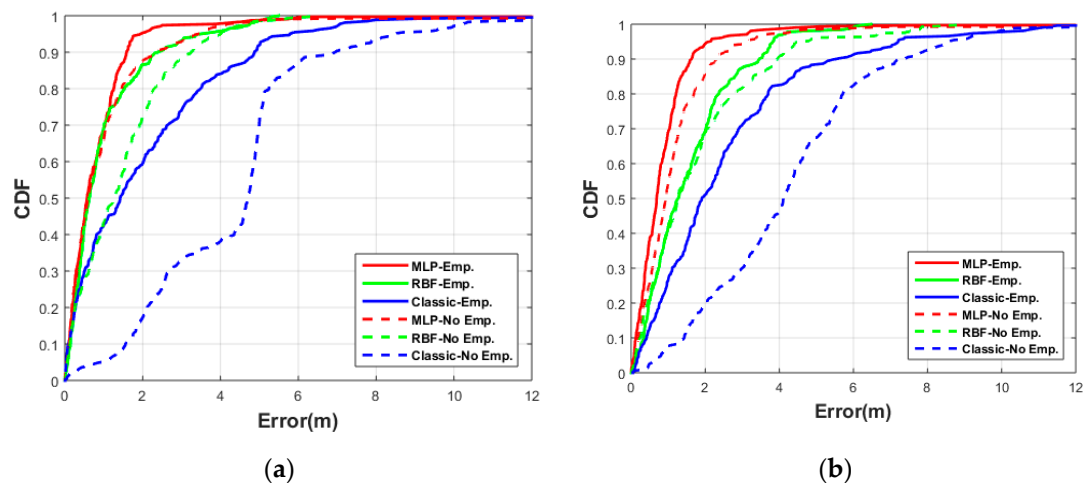 1
0.9
0.8
0.7
0.6
0.5
0.4
0.3
0.2
0.1
0
CDF
0 2 4 6 8 10 12
Error(m)
MLP-Emp.
RBF-Emp.
Classic-Emp.
MLP-No Emp.
RBF-No Emp.
Classic-No Emp.
(a)
1
0.9
0.8
0.7
0.6
0.5
0.4
0.3
0.2
0.1
0
CDF
0 2 4 6 8 10 12
Error(m)
MLP-Emp.
RBF-Emp.
Classic-Emp.
MLP-No Emp.
RBF-No Emp.
Classic-No Emp.
(b)